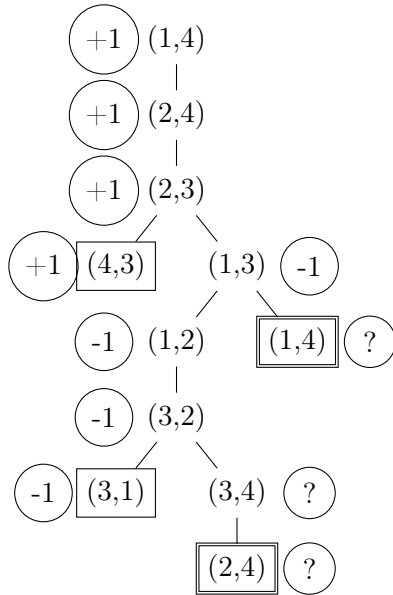 +1 (1,4)
+1 (2,4)
+1 (2,3)
+1 (4,3) (1,3) -1
-1 (1,2) (1,4) ?
-1 (3,2)
-1 (3,1) (3,4) ?
(2,4) ?